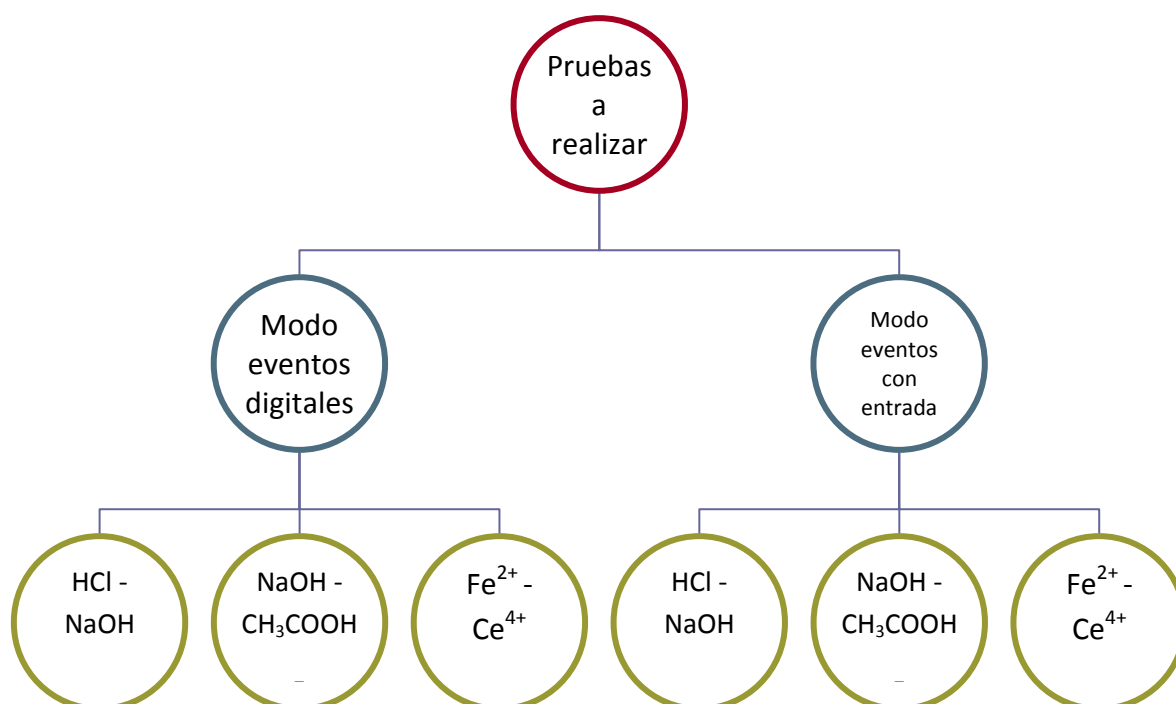 Pruebas
a
realizar
Modo
eventos
digitales
Modo
eventos
con
entrada
HCl -
NaOH
NaOH -
CH₃COOH
_
Fe²⁺ -
Ce⁴⁺
HCl -
NaOH
NaOH -
CH₃COOH
_
Fe²⁺ -
Ce⁴⁺